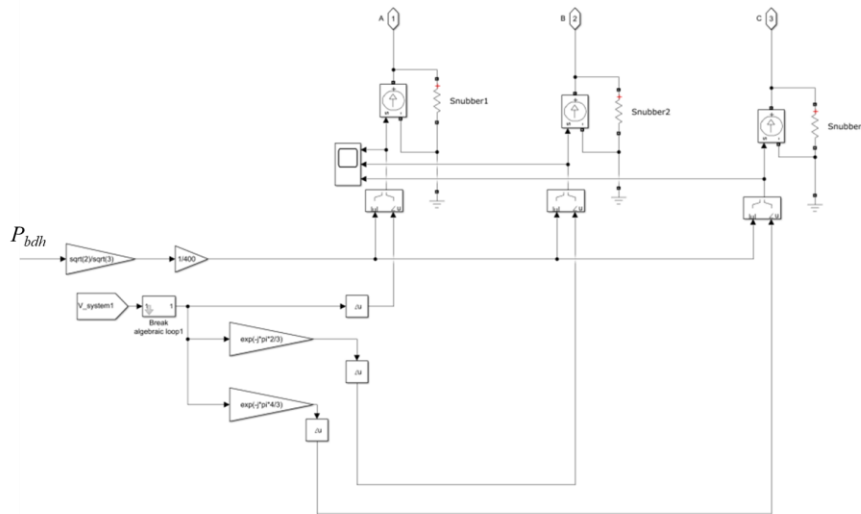 A 1
B 2
C 3
Snubber1
Snubber2
Snubber
P_bdh
sqrt(2)/sqrt(3)
1/400
V_system1
1
Break
algebraic loop1
∠u
exp(-j*pi*2/3)
∠u
exp(-j*pi*4/3)
∠u